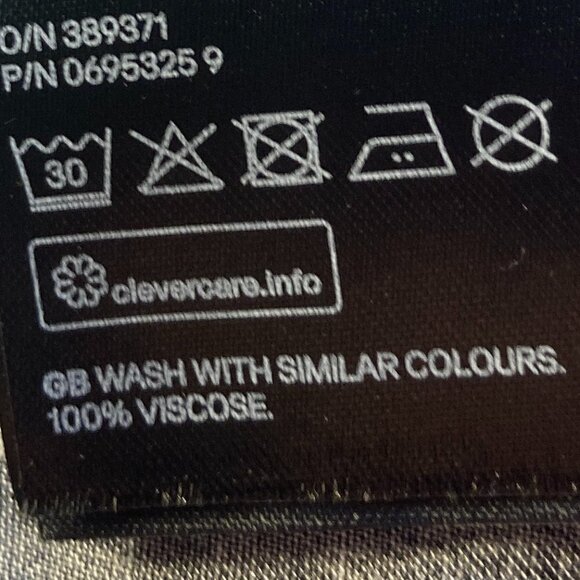 O/N 389371
P/N 0695325 9
30
clevercare.info
GB WASH WITH SIMILAR COLOURS.
100% VISCOSE.